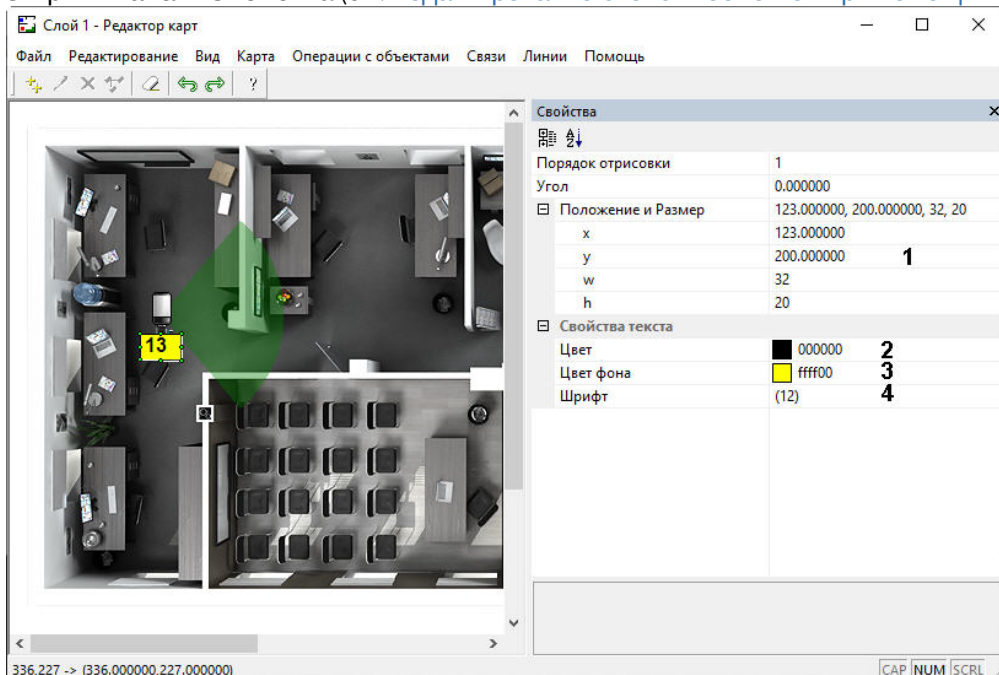 Слой 1 - Редактор карт
Файл Редактирование Вид Карта Операции с объектами Связи Линии Помощь
?
Свойства
Порядок отрисовки 1
Угол 0.000000
Положение и Размер 123.000000, 200.000000, 32, 20
x 123.000000
y 200.000000 1
w 32
h 20
Свойства текста
Цвет 000000 2
Цвет фона ffff00 3
Шрифт (12) 4
13
336.227 -> (336.000000,227.000000) CAP NUM SCRL